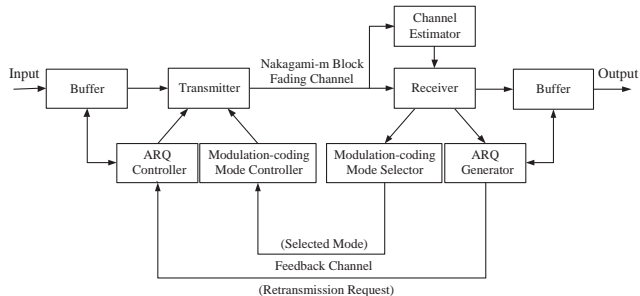 Channel
Estimator
Nakagami-m Block
Fading Channel
Input
Output
Buffer
Transmitter
Receiver
Buffer
ARQ
Controller
Modulation-coding
Mode Controller
Modulation-coding
Mode Selector
ARQ
Generator
(Selected Mode)
Feedback Channel
(Retransmission Request)